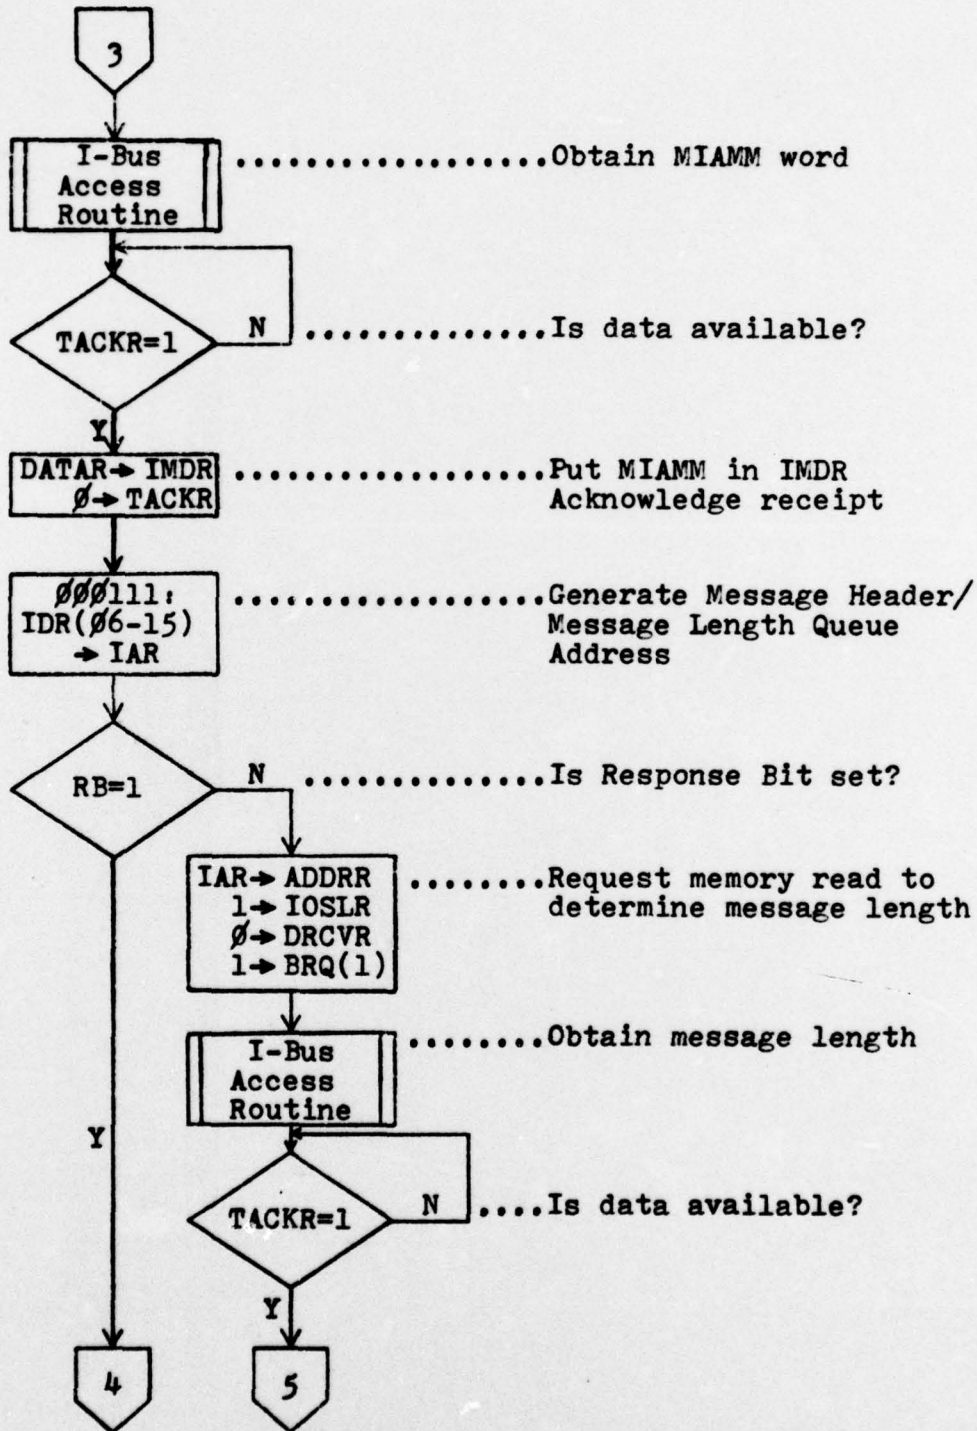 3
I-Bus
Access
Routine
..................Obtain MIAMM word
TACKR=1
N
..............Is data available?
Y
DATAR→ IMDR
Ø→ TACKR
..................Put MIAMM in IMDR
Acknowledge receipt
ØØØ111:
IDR(Ø6-15)
→ IAR
..................Generate Message Header/
Message Length Queue
Address
RB=1
N
..............Is Response Bit set?
IAR→ ADDRR
1→ IOSLR
Ø→ DRCVR
1→ BRQ(1)
........Request memory read to
determine message length
I-Bus
Access
Routine
........Obtain message length
Y
TACKR=1
N
....Is data available?
Y
4
5